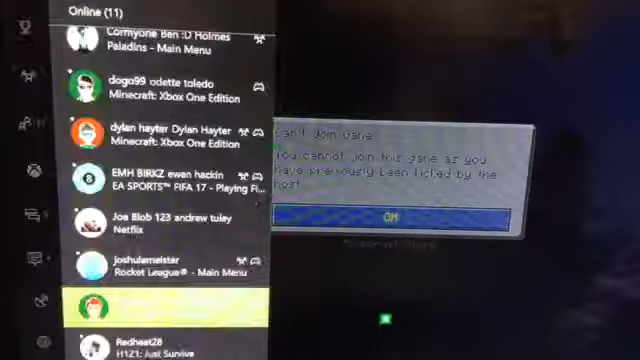 Online (11)
Cormyone Ben :D Holmes
Paladins - Main Menu
dogo99 odette toledo
Minecraft: Xbox One Edition
dylan hayter Dylan Hayter
Minecraft: Xbox One Edition
EMH BIRKZ ewan hackin
EA SPORTS™ FIFA 17 - Playing Fi...
Joe Blob 123 andrew tuley
Netflix
joshulameister
Rocket League® - Main Menu
Redheat28
H1Z1: Just Survive
Can't Join Game
You cannot join this game as you
have previously been kicked by the
host
OK
Minecraft Store